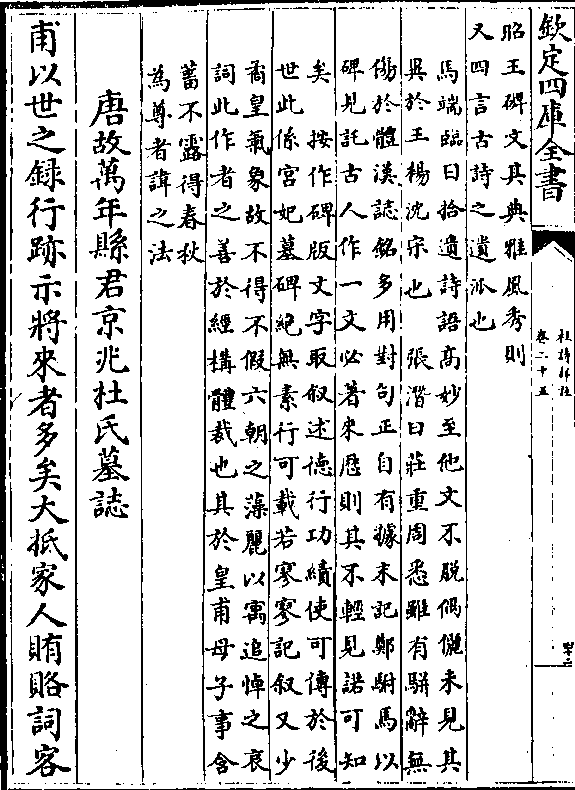 欽定四庫全書
杜詩詳註
卷二十五
昭王碑文其典雅風秀則
又四言古詩之遺派也
馬端臨曰拾遺詩語高妙至他文不脫偶儷未見其
異於王楊沈宋也　張溍曰莊重周悉雖有駢辭無
傷於體漢誌銘多用對句正自有據末記鄭駙馬以
碑見託古人作一文必著來歷則其不輕見諾可知
矣　按作碑版文字取叙述德行功績使可傳於後
世此係宮妃墓碑絕無素行可載若寥寥記叙又少
矞皇氣象故不得不假六朝之藻麗以寓追悼之哀
詞此作者之善於經構體裁也其於皇甫母子事含
蓄不露得春秋
為尊者諱之法
唐故萬年縣君京兆杜氏墓誌
甫以世之録行跡示將來者多矣大抵家人賄賂詞客